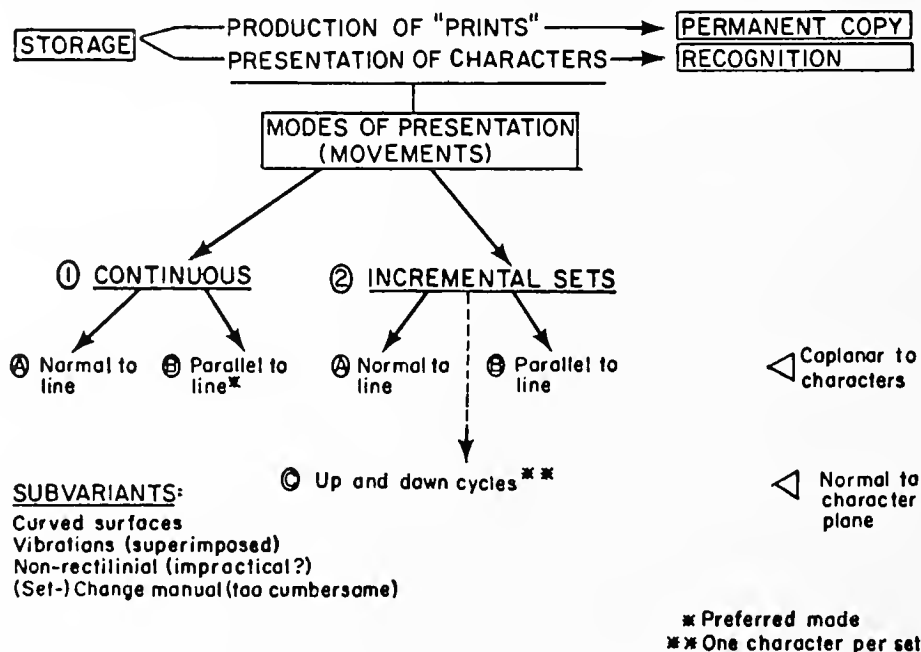 STORAGE
PRODUCTION OF "PRINTS"
PERMANENT COPY
PRESENTATION OF CHARACTERS
RECOGNITION
MODES OF PRESENTATION
(MOVEMENTS)
① CONTINUOUS
② INCREMENTAL SETS
Ⓐ Normal to
line
Ⓑ Parallel to
line*
Ⓐ Normal to
line
Ⓑ Parallel to
line
Coplanar to
characters
Ⓒ Up and down cycles**
Normal to
character
plane
SUBVARIANTS:
Curved surfaces
Vibrations (superimposed)
Non-rectilinial (impractical?)
(Set-) Change manual (too cumbersome)
* Preferred mode
** One character per set